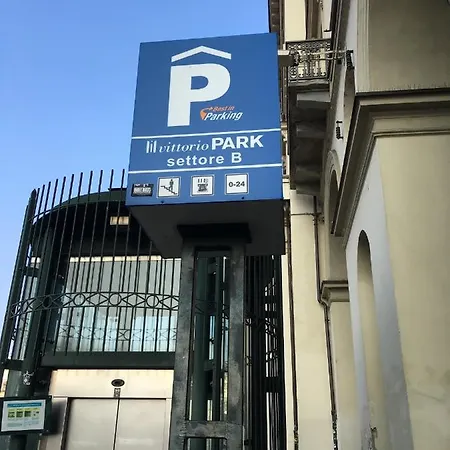 P
Best in
Parking
vittorio PARK
settore B
0-24